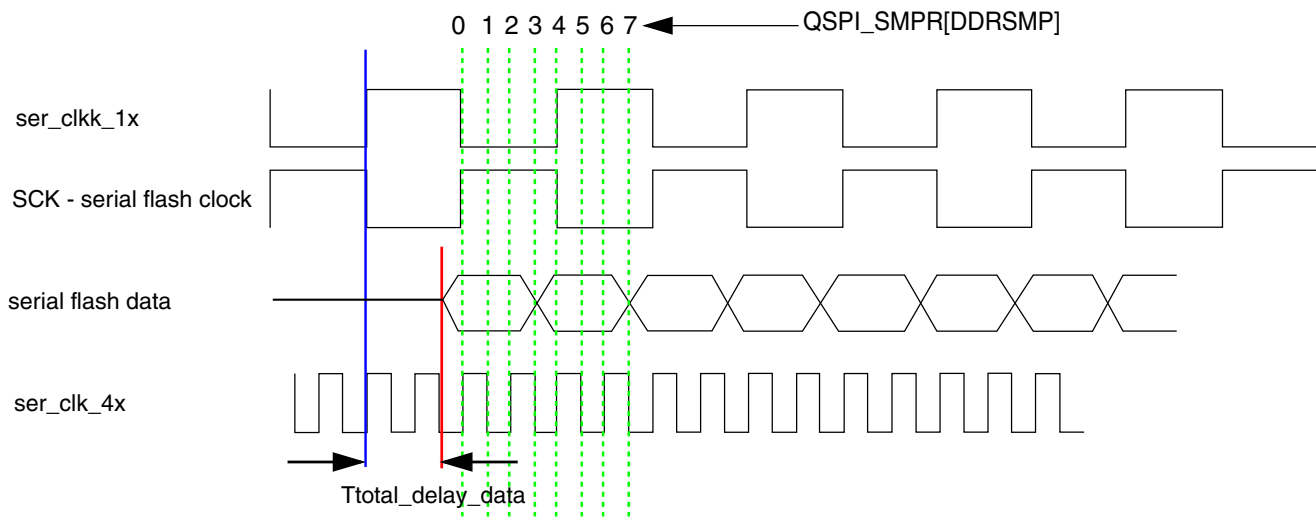 0 1 2 3 4 5 6 7 QSPI_SMPR[DDRSMP]
ser_clkk_1x
SCK - serial flash clock
serial flash data
ser_clk_4x
Ttotal_delay_data